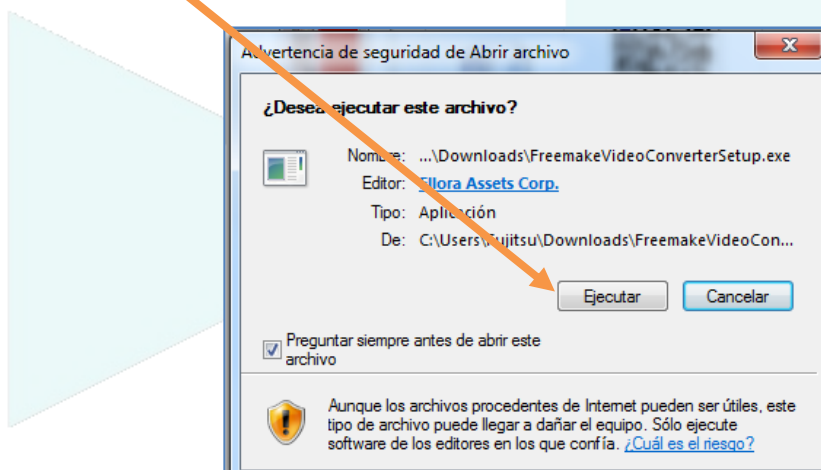 Advertencia de seguridad de Abrir archivo
¿Desea ejecutar este archivo?
Nombre: ...\Downloads\FreemakeVideoConverterSetup.exe
Editor: Ellora Assets Corp.
Tipo: Aplicación
De: C:\Users\Fujitsu\Downloads\FreemakeVideoCon...
Ejecutar Cancelar
Preguntar siempre antes de abrir este
archivo
Aunque los archivos procedentes de Internet pueden ser útiles, este
tipo de archivo puede llegar a dañar el equipo. Sólo ejecute
software de los editores en los que confía. ¿Cuál es el riesgo?